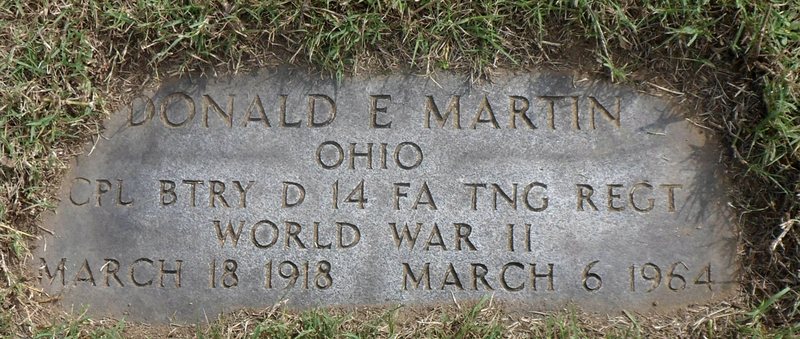 DONALD E MARTIN
OHIO
CPL BTRY D 14 FA TNG REGT
WORLD WAR II
MARCH 18 1918 MARCH 6 1964